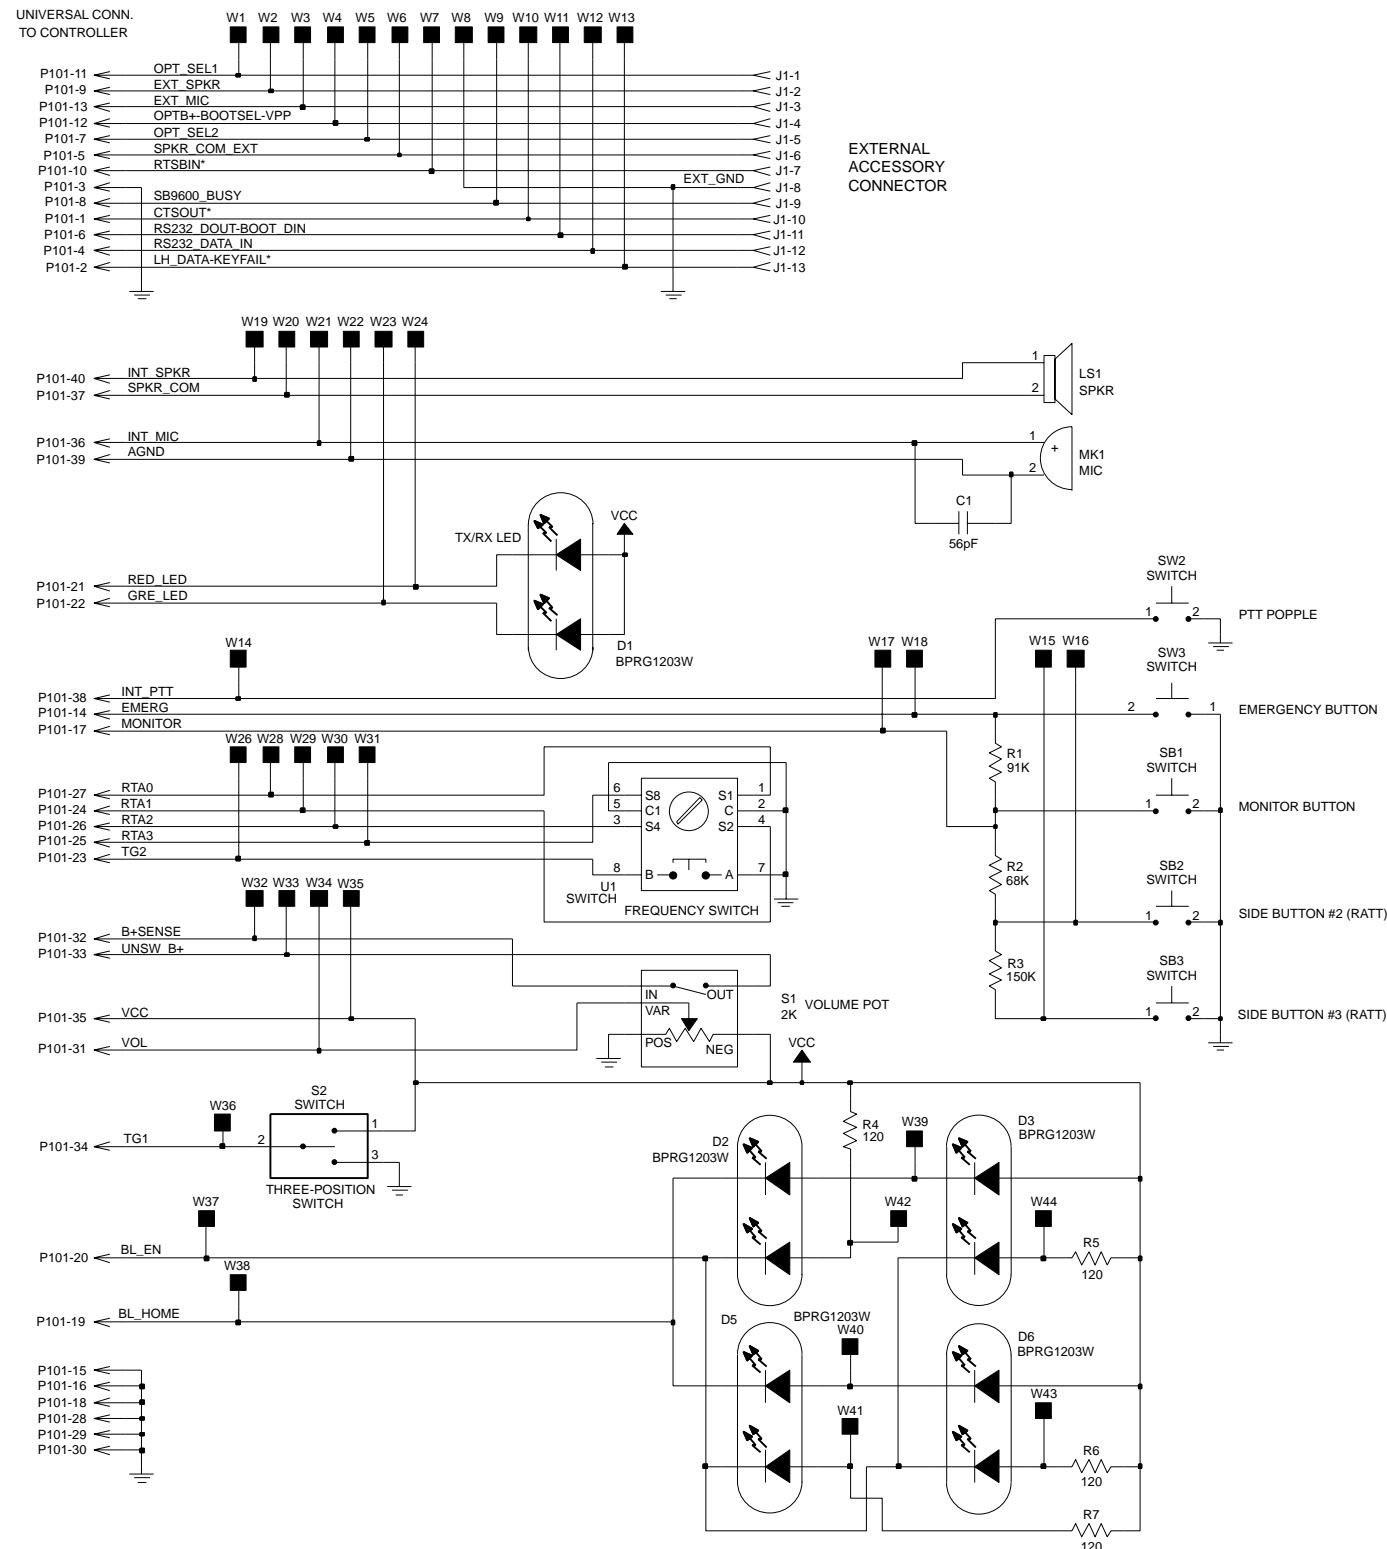 UNIVERSAL CONN.
TO CONTROLLER
W1 W2 W3 W4 W5 W6 W7 W8 W9 W10 W11 W12 W13
P101-11 OPT_SEL1 J1-1
P101-9 EXT_SPKR J1-2
P101-13 EXT_MIC J1-3
P101-12 OPTB+-BOOTSEL-VPP J1-4
P101-7 OPT_SEL2 J1-5
P101-5 SPKR_COM_EXT J1-6
P101-10 RTSBIN* J1-7
P101-3 EXT_GND J1-8
P101-8 SB9600_BUSY J1-9
P101-1 CTSOUT* J1-10
P101-6 RS232_DOUT-BOOT_DIN J1-11
P101-4 RS232_DATA_IN J1-12
P101-2 LH_DATA-KEYFAIL* J1-13
EXTERNAL
ACCESSORY
CONNECTOR
W19 W20 W21 W22 W23 W24
P101-40 INT_SPKR 1
P101-37 SPKR_COM 2
LS1
SPKR
P101-36 INT_MIC 1
P101-39 AGND 2
+
MK1
MIC
C1
56pF
TX/RX LED
VCC
P101-21 RED_LED
P101-22 GRE_LED
D1
BPRG1203W
SW2
SWITCH
1 2 PTT POPPLE
W14 W17 W18 W15 W16
SW3
SWITCH
P101-38 INT_PTT
P101-14 EMERG 2 1 EMERGENCY BUTTON
P101-17 MONITOR
W26 W28 W29 W30 W31
R1
91K
SB1
SWITCH
1 2 MONITOR BUTTON
P101-27 RTA0 6 S8 S1 1
P101-24 RTA1 5 C1 C 2
P101-26 RTA2 3 S4 S2 4
P101-25 RTA3
P101-23 TG2 8 B A 7
U1
SWITCH
FREQUENCY SWITCH
R2
68K
SB2
SWITCH
1 2 SIDE BUTTON #2 (RATT)
W32 W33 W34 W35
P101-32 B+SENSE
P101-33 UNSW_B+
R3
150K
SB3
SWITCH
1 2 SIDE BUTTON #3 (RATT)
IN OUT
VAR
POS NEG
S1
2K
VOLUME POT
P101-35 VCC
P101-31 VOL
VCC
S2
SWITCH
W36
P101-34 TG1 2 1 3
THREE-POSITION
SWITCH
R4
120
W39
D2
BPRG1203W
D3
BPRG1203W
W37
W42
W44
P101-20 BL_EN
R5
120
W38
P101-19 BL_HOME
D5
BPRG1203W
W40
D6
BPRG1203W
P101-15
P101-16
P101-18
P101-28
P101-29
P101-30
W41
W43
R6
120
R7
120